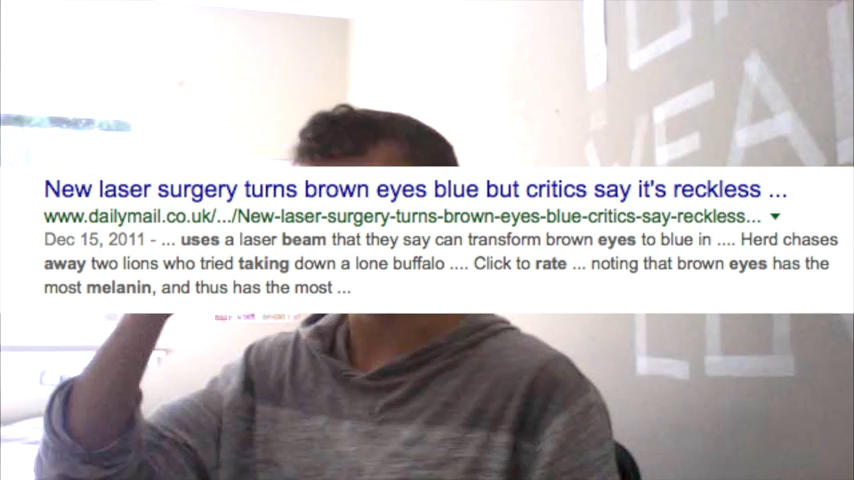 New laser surgery turns brown eyes blue but critics say it's reckless ...
www.dailymail.co.uk/.../New-laser-surgery-turns-brown-eyes-blue-critics-say-reckless...
Dec 15, 2011 - ... uses a laser beam that they say can transform brown eyes to blue in .... Herd chases
away two lions who tried taking down a lone buffalo .... Click to rate ... noting that brown eyes has the
most melanin, and thus has the most ...